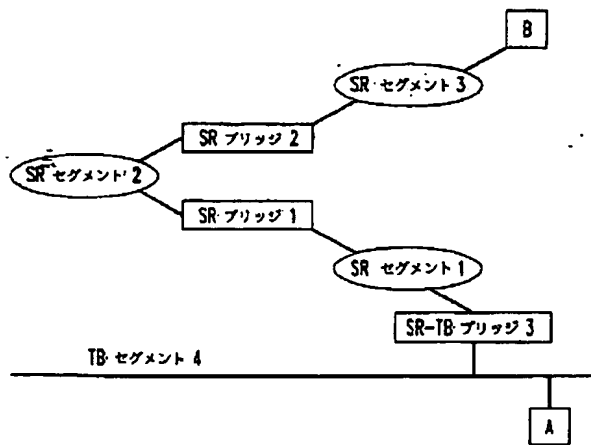 B
SR セグメント 3
SR ブリッジ 2
SR セグメント 2
SR ブリッジ 1
SR セグメント 1
SR-TB ブリッジ 3
TB セグメント 4
A